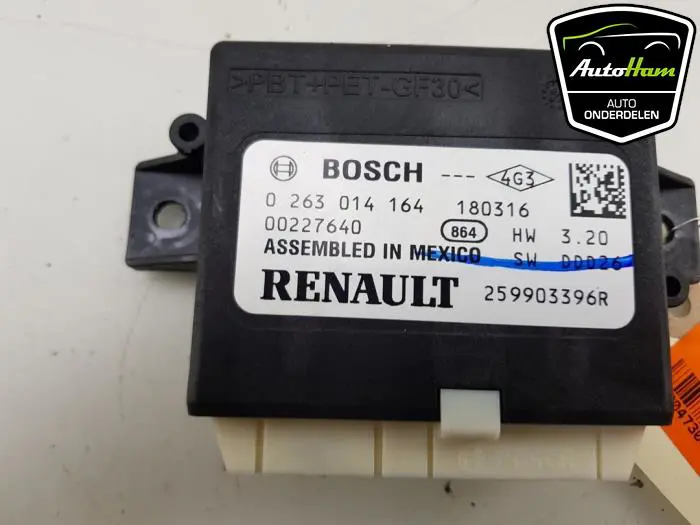 AutoHam
AUTO
ONDERDELEN
>PBT+PET-GF30<
BOSCH --- 4G3
0 263 014 164 180316
00227640 864 HW 3.20
ASSEMBLED IN MEXICO SW DDD26
RENAULT 259903396R